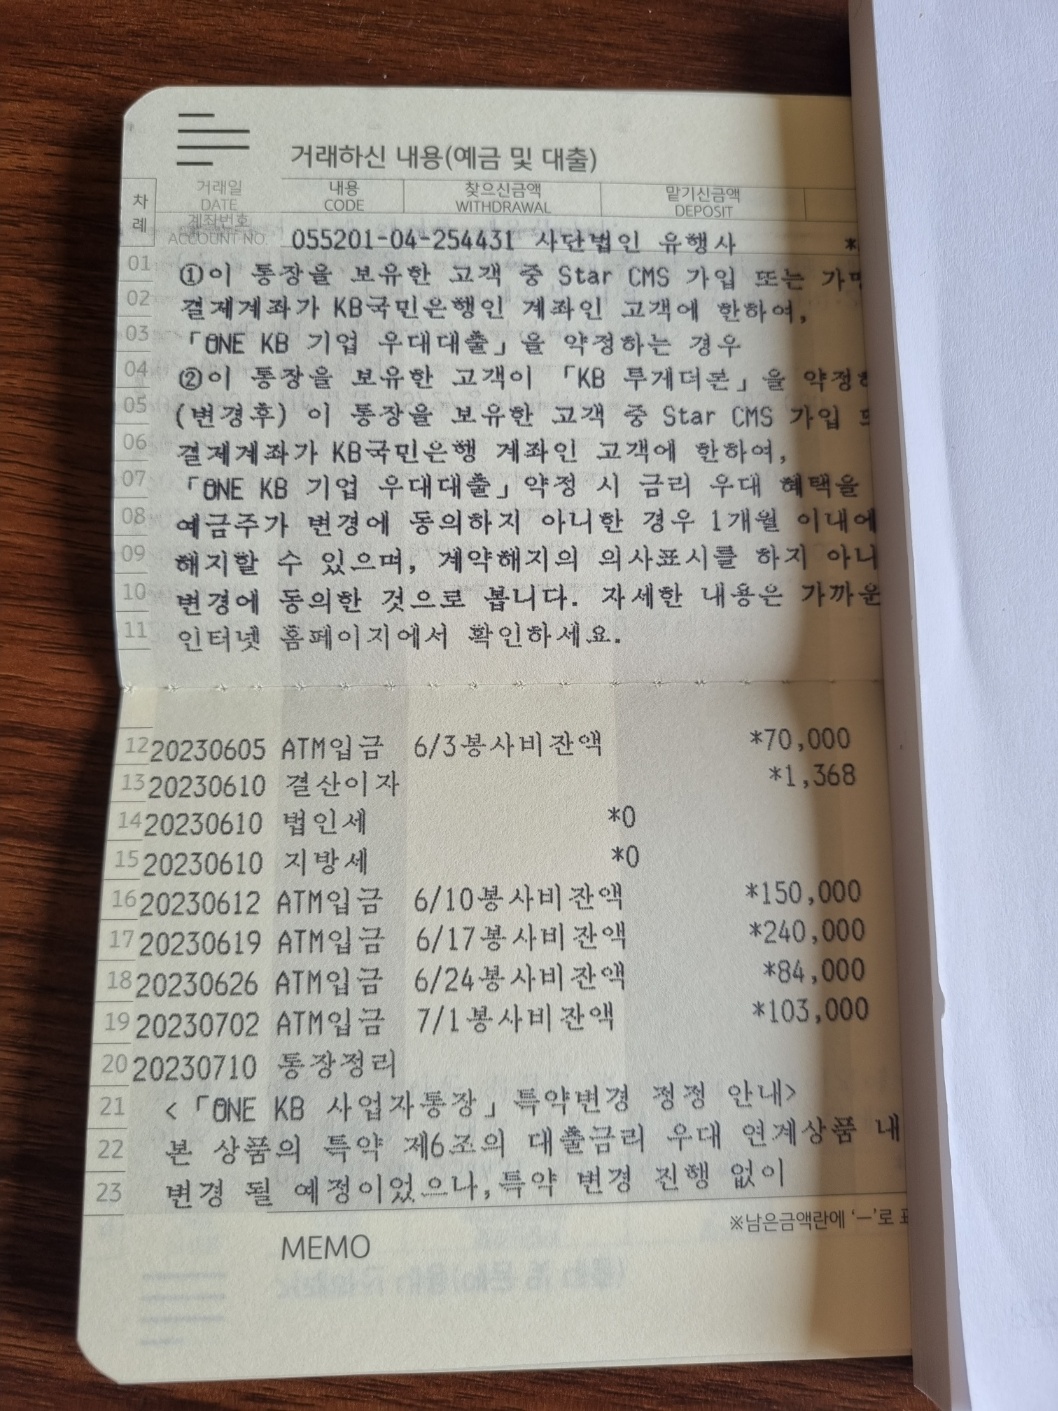 거래하신 내용(예금 및 대출)
차례 거래일 DATE 내용 CODE 찾으신금액 WITHDRAWAL 맡기신금액 DEPOSIT
계좌번호 ACCOUNT NO. 055201-04-254431 사단법인 유행사 *
01 ①이 통장을 보유한 고객 중 Star CMS 가입 또는 가맹
02 결제계좌가 KB국민은행인 계좌인 고객에 한하여,
03 「ONE KB 기업 우대대출」을 약정하는 경우
04 ②이 통장을 보유한 고객이 「KB 투게더론」을 약정하
05 (변경후) 이 통장을 보유한 고객 중 Star CMS 가입
06 결제계좌가 KB국민은행 계좌인 고객에 한하여,
07 「ONE KB 기업 우대대출」약정 시 금리 우대 혜택을
08 예금주가 변경에 동의하지 아니한 경우 1개월 이내에
09 해지할 수 있으며, 계약해지의 의사표시를 하지 아니
10 변경에 동의한 것으로 봅니다. 자세한 내용은 가까운
11 인터넷 홈페이지에서 확인하세요.
12 20230605 ATM입금 6/3봉사비잔액 *70,000
13 20230610 결산이자 *1,368
14 20230610 법인세 *0
15 20230610 지방세 *0
16 20230612 ATM입금 6/10봉사비잔액 *150,000
17 20230619 ATM입금 6/17봉사비잔액 *240,000
18 20230626 ATM입금 6/24봉사비잔액 *84,000
19 20230702 ATM입금 7/1봉사비잔액 *103,000
20 20230710 통장정리
21 <「ONE KB 사업자통장」특약변경 정정 안내>
22 본 상품의 특약 제6조의 대출금리 우대 연계상품 내
23 변경 될 예정이었으나,특약 변경 진행 없이
※남은금액란에 '-'로 표
MEMO